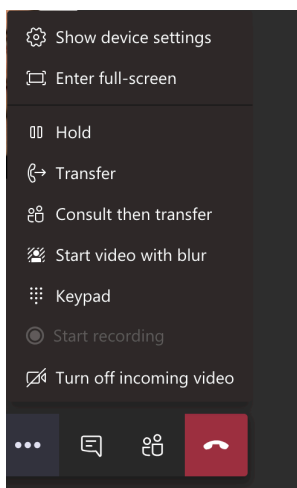 Show device settings
Enter full-screen
Hold
Transfer
Consult then transfer
Start video with blur
Keypad
Start recording
Turn off incoming video